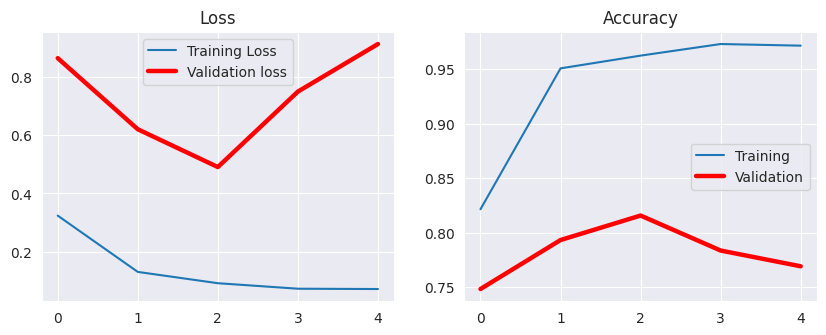 Loss
Training Loss
Validation loss
0.8
0.6
0.4
0.2
0 1 2 3 4
Accuracy
Training
Validation
0.95
0.90
0.85
0.80
0.75
0 1 2 3 4